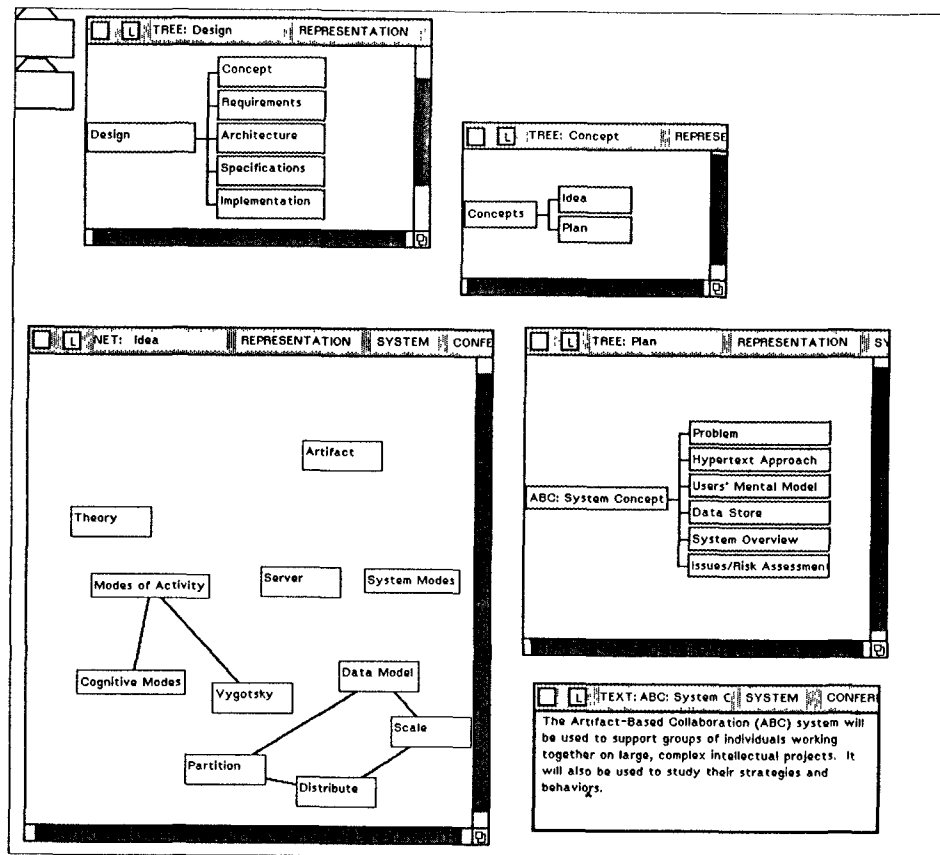 L TREE: Design REPRESENTATION
Concept
Requirements
Design
Architecture
Specifications
Implementation
L TREE: Concept REPRESE
Concepts
Idea
Plan
L NET: Idea REPRESENTATION SYSTEM CONFE
Artifact
Theory
Modes of Activity
Server
System Modes
Cognitive Modes
Vygotsky
Data Model
Scale
Partition
Distribute
L TREE: Plan REPRESENTATION SY
Problem
Hypertext Approach
Users' Mental Model
ABC: System Concept
Data Store
System Overview
Issues/Risk Assessment
L TEXT: ABC: System C SYSTEM CONFER
The Artifact-Based Collaboration (ABC) system will
be used to support groups of individuals working
together on large, complex intellectual projects. It
will also be used to study their strategies and
behaviors.